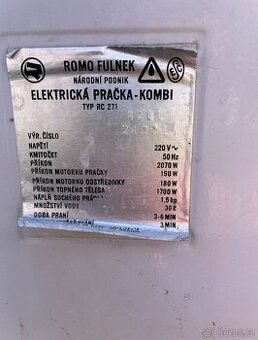 ROMO FULNEK
NÁRODNÍ PODNIK
ELEKTRICKÁ PRAČKA-KOMBI
TYP RC 271
VÝR. ČÍSLO
NAPĚTÍ 220 V ~
KMITOČET 50 Hz
PŘÍKON 2070 W
PŘÍKON MOTORKU PRAČKY 190 W
PŘÍKON MOTORKU ODSTŘEDIVKY 180 W
PŘÍKON TOPNÉHO TĚLESA 1700 W
NÁPLŇ SUCHÉHO 1,5 kg
MNOŽSTVÍ VODY 30 ℓ
DOBA PRANÍ 3-6 MIN
3 MIN